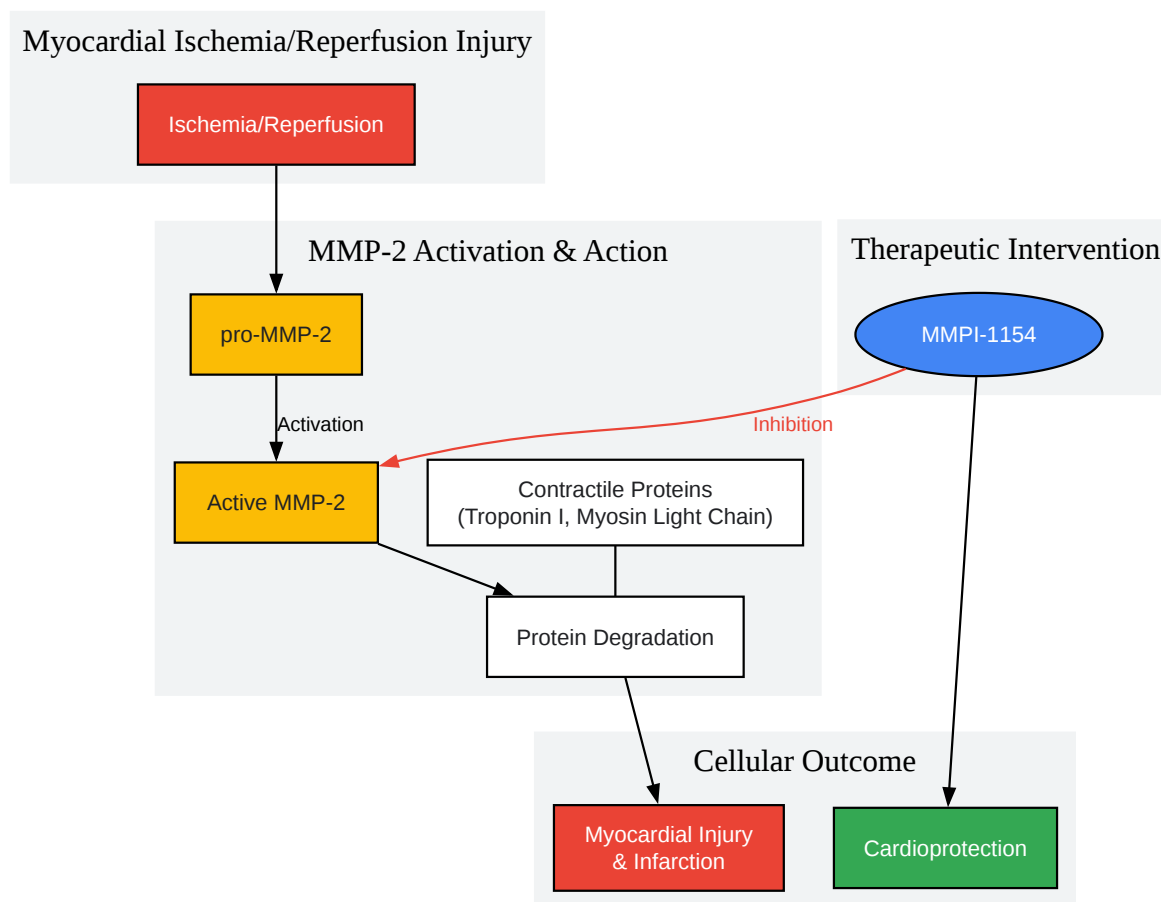 Myocardial Ischemia/Reperfusion Injury
Ischemia/Reperfusion
MMP-2 Activation & Action
Therapeutic Intervention
pro-MMP-2
MMPI-1154
Activation
Inhibition
Active MMP-2
Contractile Proteins
(Troponin I, Myosin Light Chain)
Protein Degradation
Cellular Outcome
Myocardial Injury
& Infarction
Cardioprotection